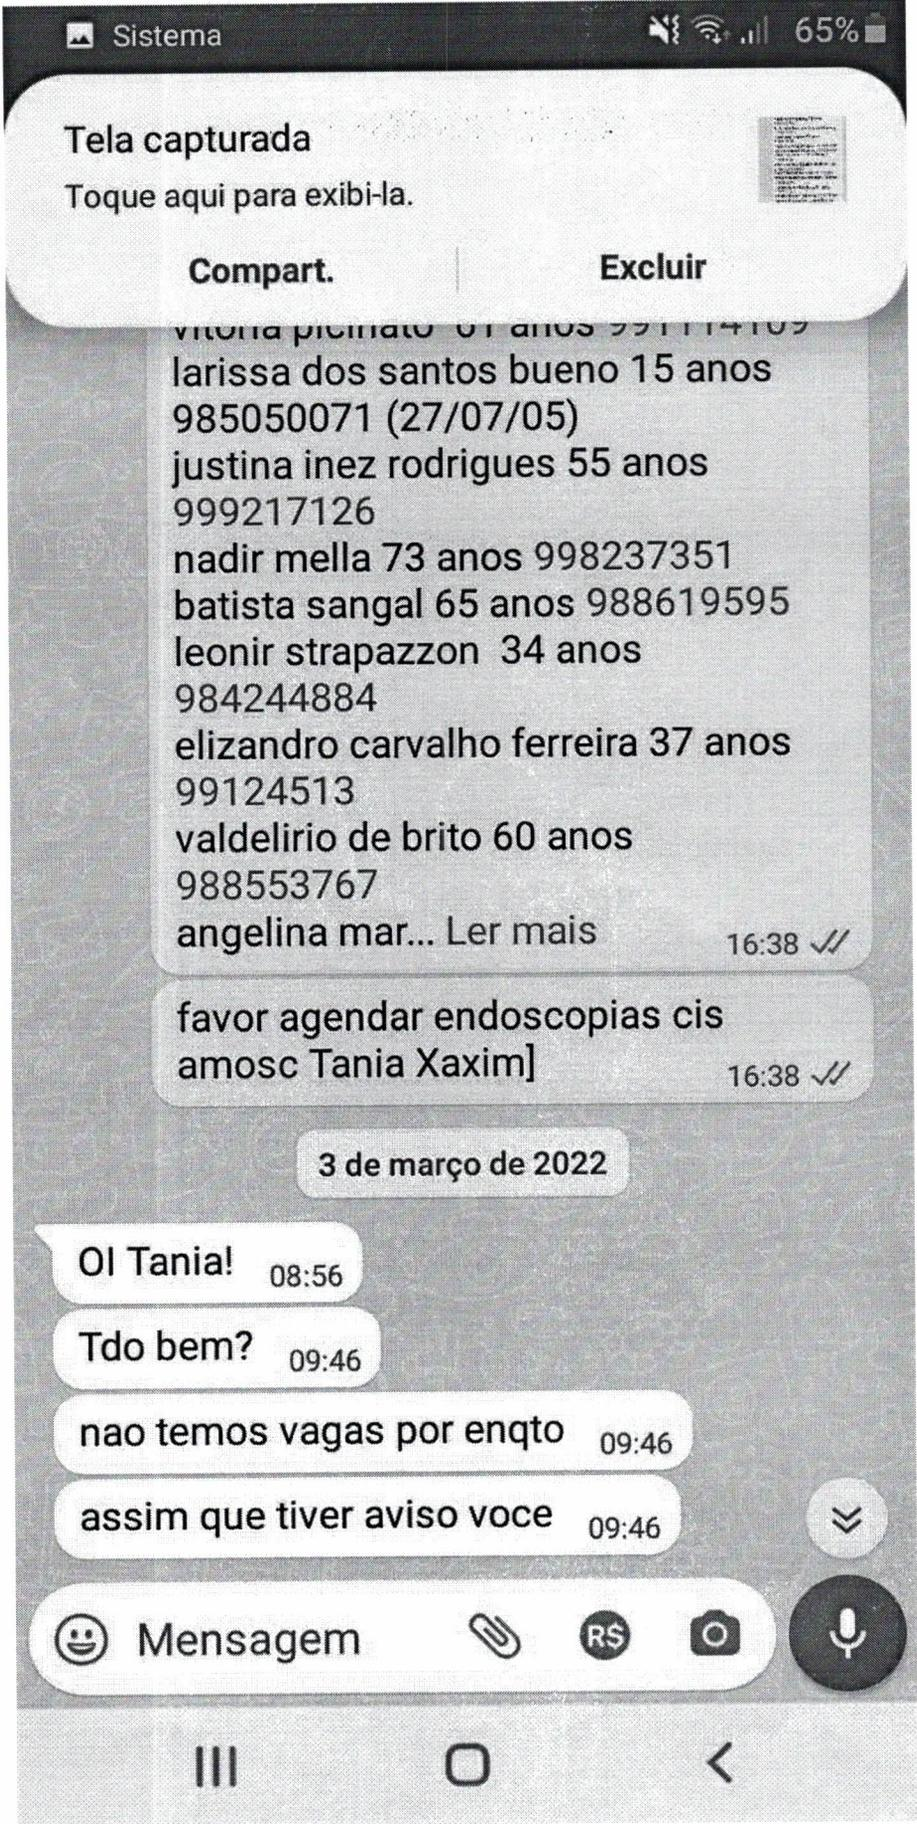 Sistema
65%
Tela capturada
Toque aqui para exibi-la.
Compart.
Excluir
anos
larissa dos santos bueno 15 anos
985050071 (27/07/05)
justina inez rodrigues 55 anos
999217126
nadir mella 73 anos 998237351
batista sangal 65 anos 988619595
leonir strapazzon  34 anos
984244884
elizandro carvalho ferreira 37 anos
99124513
valdelirio de brito 60 anos
988553767
angelina mar... Ler mais 16:38
favor agendar endoscopias cis
amosc Tania Xaxim] 16:38
3 de março de 2022
Ol Tania! 08:56
Tdo bem? 09:46
nao temos vagas por enqto 09:46
assim que tiver aviso voce 09:46
Mensagem
R$